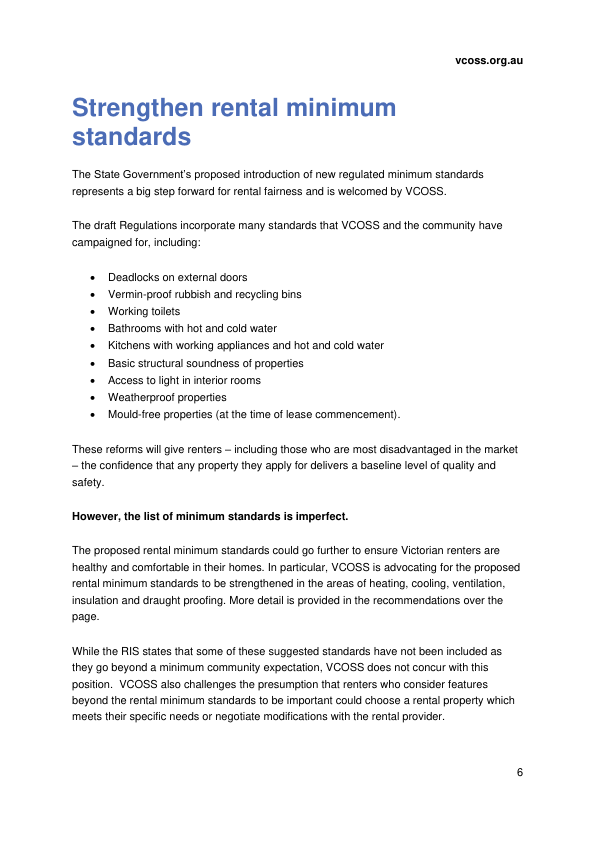 vcoss.org.au
Strengthen rental minimum
standards
The State Government’s proposed introduction of new regulated minimum standards
represents a big step forward for rental fairness and is welcomed by VCOSS.
The draft Regulations incorporate many standards that VCOSS and the community have
campaigned for, including:
• Deadlocks on external doors
• Vermin-proof rubbish and recycling bins
• Working toilets
• Bathrooms with hot and cold water
• Kitchens with working appliances and hot and cold water
• Basic structural soundness of properties
• Access to light in interior rooms
• Weatherproof properties
• Mould-free properties (at the time of lease commencement).
These reforms will give renters – including those who are most disadvantaged in the market
– the confidence that any property they apply for delivers a baseline level of quality and
safety.
However, the list of minimum standards is imperfect.
The proposed rental minimum standards could go further to ensure Victorian renters are
healthy and comfortable in their homes. In particular, VCOSS is advocating for the proposed
rental minimum standards to be strengthened in the areas of heating, cooling, ventilation,
insulation and draught proofing. More detail is provided in the recommendations over the
page.
While the RIS states that some of these suggested standards have not been included as
they go beyond a minimum community expectation, VCOSS does not concur with this
position.  VCOSS also challenges the presumption that renters who consider features
beyond the rental minimum standards to be important could choose a rental property which
meets their specific needs or negotiate modifications with the rental provider.
6